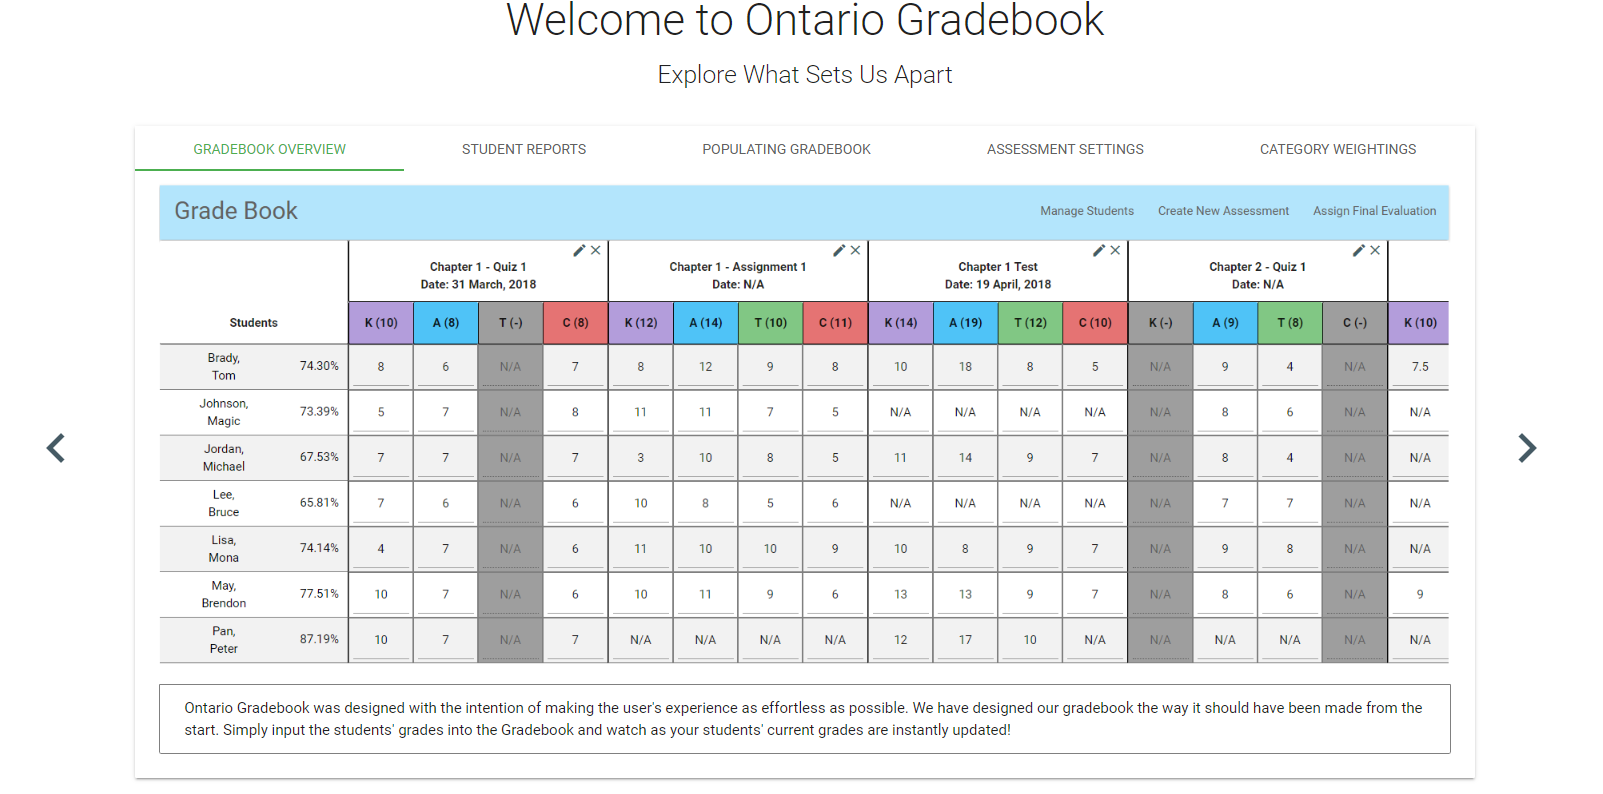 Welcome to Ontario Gradebook
Explore What Sets Us Apart
GRADEBOOK OVERVIEW STUDENT REPORTS POPULATING GRADEBOOK ASSESSMENT SETTINGS CATEGORY WEIGHTINGS
Grade Book Manage Students Create New Assessment Assign Final Evaluation
Chapter 1 - Quiz 1 Chapter 1 - Assignment 1 Chapter 1 Test Chapter 2 - Quiz 1
Date: 31 March, 2018 Date: N/A Date: 19 April, 2018 Date: N/A
Students K (10) A (8) T (-) C (8) K (12) A (14) T (10) C (11) K (14) A (19) T (12) C (10) K (-) A (9) T (8) C (-) K (10)
Brady,
Tom 74.30% 8 6 N/A 7 8 12 9 8 10 18 8 5 N/A 9 4 N/A 7.5
Johnson,
Magic 73.39% 5 7 N/A 8 11 11 7 5 N/A N/A N/A N/A N/A 8 6 N/A N/A
Jordan,
Michael 67.53% 7 7 N/A 7 3 10 8 5 11 14 9 7 N/A 8 4 N/A N/A
Lee,
Bruce 65.81% 7 6 N/A 6 10 8 5 6 N/A N/A N/A N/A N/A 7 7 N/A N/A
Lisa,
Mona 74.14% 4 7 N/A 6 11 10 10 9 10 8 9 7 N/A 9 8 N/A N/A
May,
Brendon 77.51% 10 7 N/A 6 10 11 9 6 13 13 9 7 N/A 8 6 N/A 9
Pan,
Peter 87.19% 10 7 N/A 7 N/A N/A N/A N/A 12 17 10 N/A N/A N/A N/A N/A N/A
Ontario Gradebook was designed with the intention of making the user's experience as effortless as possible. We have designed our gradebook the way it should have been made from the
start. Simply input the students' grades into the Gradebook and watch as your students' current grades are instantly updated!